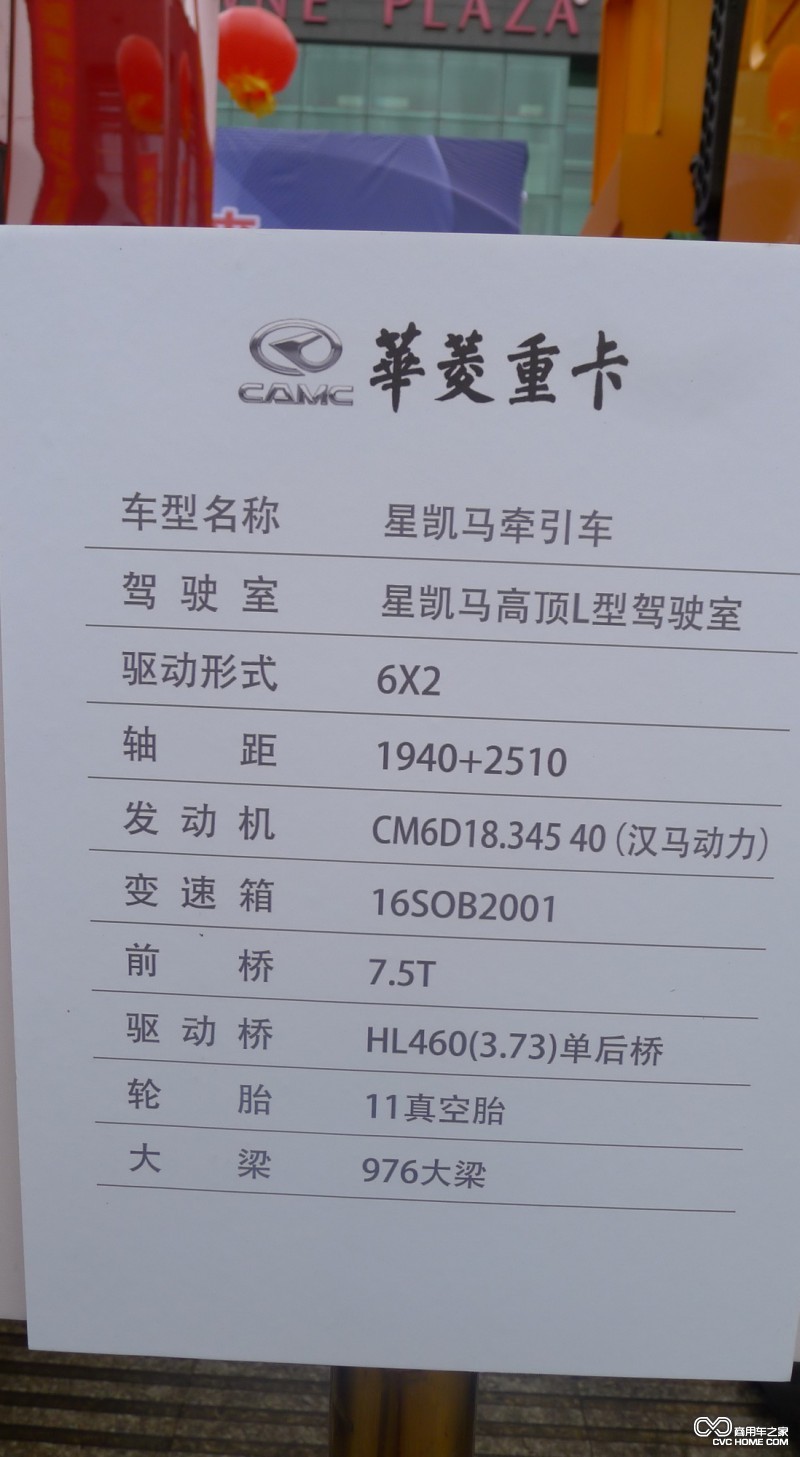 PLAZA
CAMC 華菱重卡
车型名称 星凯马牵引车
驾驶室 星凯马高顶L型驾驶室
驱动形式 6X2
轴距 1940+2510
发动机 CM6D18.345 40 (汉马动力)
变速箱 16SOB2001
前桥 7.5T
驱动桥 HL460(3.73)单后桥
轮胎 11真空胎
大梁 976大梁
商用车之家
CVCHOME.COM